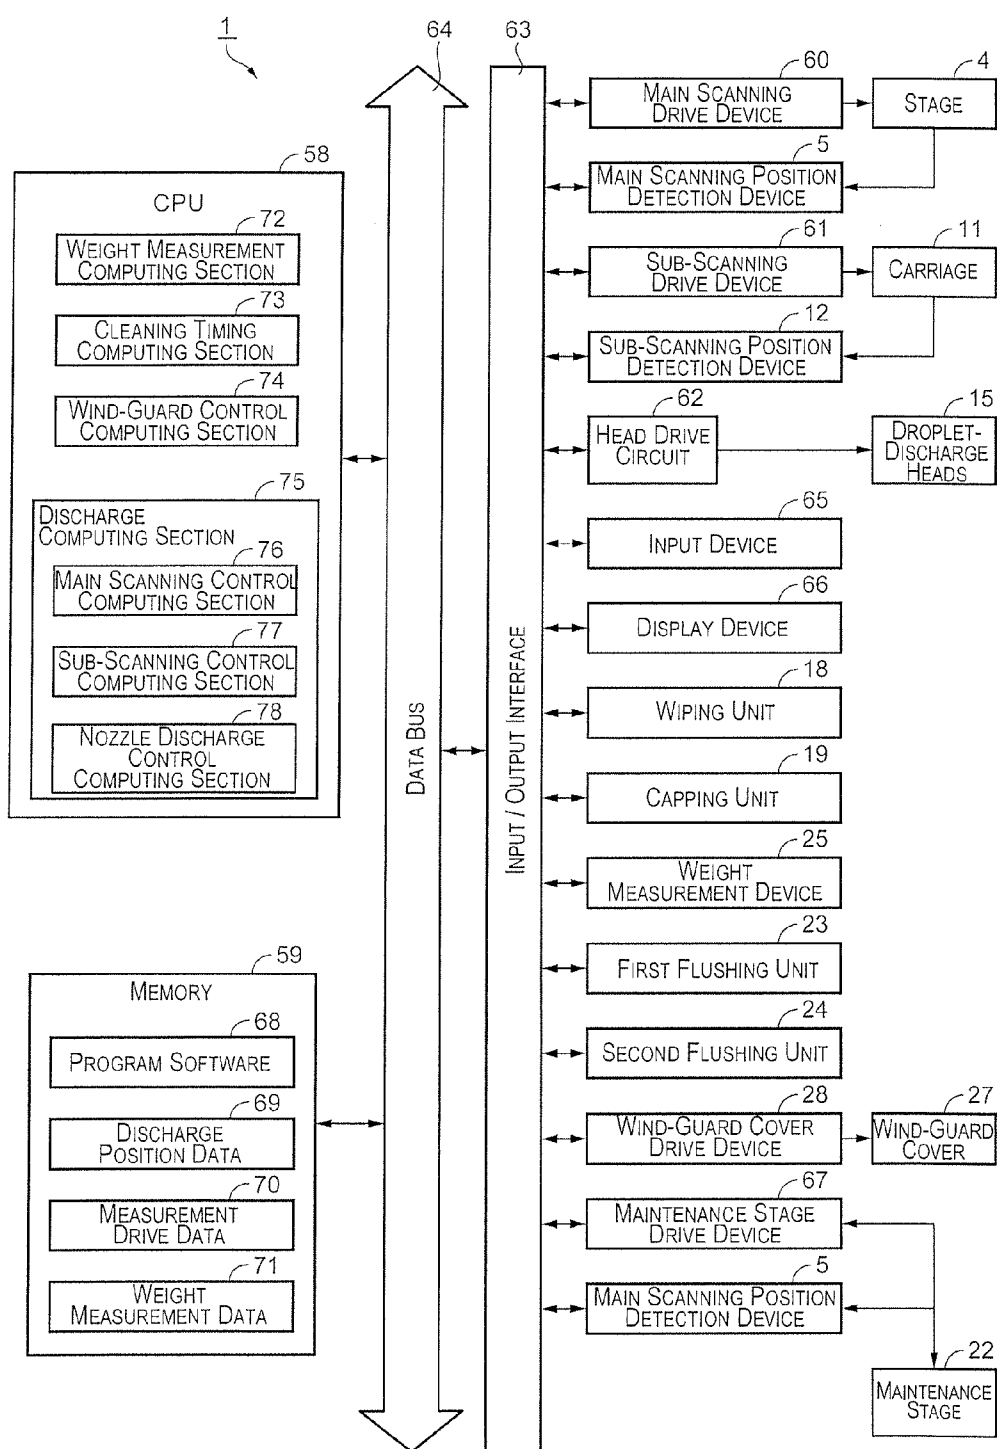 1
64
63
60
MAIN SCANNING
DRIVE DEVICE
4
STAGE
5
MAIN SCANNING POSITION
DETECTION DEVICE
61
SUB-SCANNING
DRIVE DEVICE
11
CARRIAGE
12
SUB-SCANNING POSITION
DETECTION DEVICE
62
HEAD DRIVE
CIRCUIT
15
DROPLET-
DISCHARGE
HEADS
65
INPUT DEVICE
66
DISPLAY DEVICE
18
WIPING UNIT
19
CAPPING UNIT
25
WEIGHT
MEASUREMENT DEVICE
23
FIRST FLUSHING UNIT
24
SECOND FLUSHING UNIT
28
WIND-GUARD COVER
DRIVE DEVICE
27
WIND-GUARD
COVER
67
MAINTENANCE STAGE
DRIVE DEVICE
5
MAIN SCANNING POSITION
DETECTION DEVICE
22
MAINTENANCE
STAGE
58
CPU
72
WEIGHT MEASUREMENT
COMPUTING SECTION
73
CLEANING TIMING
COMPUTING SECTION
74
WIND-GUARD CONTROL
COMPUTING SECTION
75
DISCHARGE
COMPUTING SECTION
76
MAIN SCANNING CONTROL
COMPUTING SECTION
77
SUB-SCANNING CONTROL
COMPUTING SECTION
78
NOZZLE DISCHARGE
CONTROL
COMPUTING SECTION
59
MEMORY
68
PROGRAM SOFTWARE
69
DISCHARGE
POSITION DATA
70
MEASUREMENT
DRIVE DATA
71
WEIGHT
MEASUREMENT DATA
DATA BUS
INPUT / OUTPUT INTERFACE